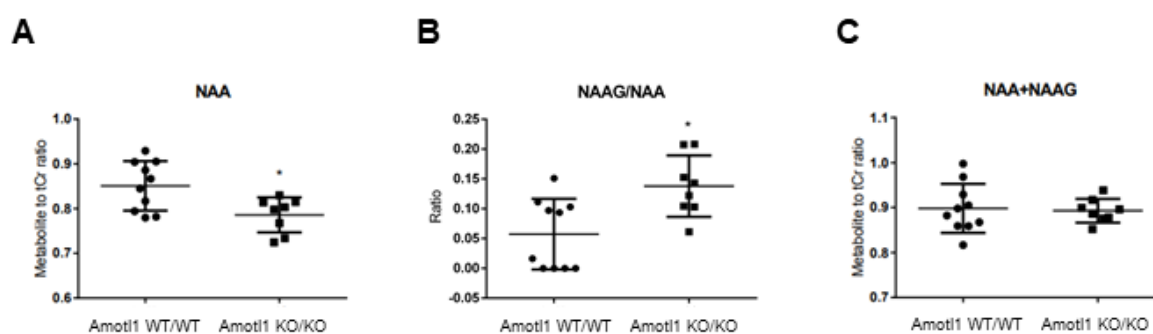 A
B
C
NAA
NAAG/NAA
NAA+NAAG
Metabolite to tCr ratio
1.0
0.9
0.8
0.7
0.6
*
Amotl1 WT/WT Amotl1 KO/KO
Ratio
0.25
0.20
0.15
0.10
0.05
0.00
-0.05
*
Amotl1 WT/WT Amotl1 KO/KO
Metabolite to tCr ratio
1.1
1.0
0.9
0.8
0.7
Amotl1 WT/WT Amotl1 KO/KO